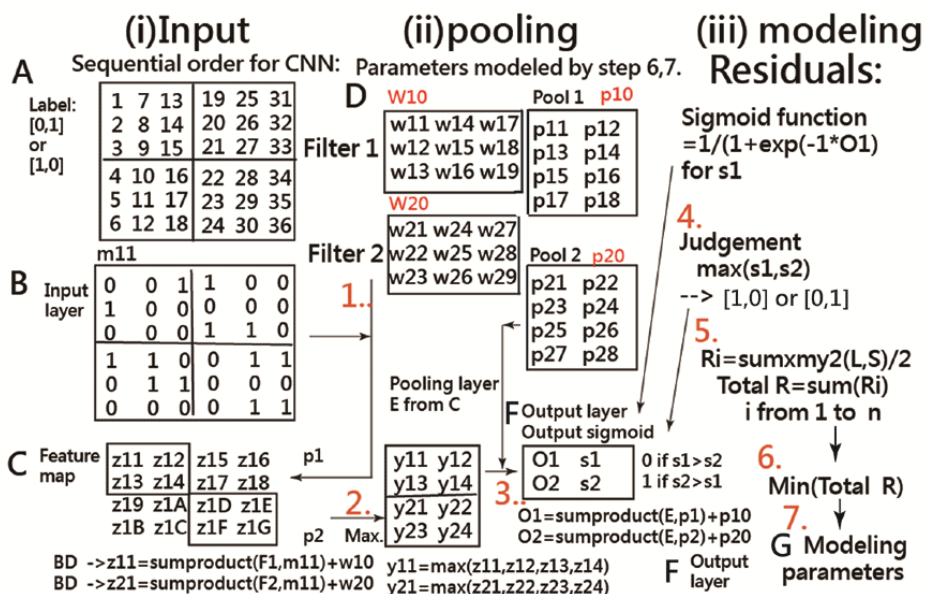 (i)Input
(ii)pooling
(iii) modeling
A
Sequential order for CNN:
Label:
[0,1]
or
[1,0]
1 7 13 19 25 31
2 8 14 20 26 32
3 9 15 21 27 33
4 10 16 22 28 34
5 11 17 23 29 35
6 12 18 24 30 36
m11
B
Input
layer
0 0 1 1 0 0
1 0 0 0 0 0
0 0 0 1 1 0
1 1 0 0 1 1
0 1 1 0 0 0
0 0 0 0 1 1
C
Feature
map
z11 z12 z15 z16
z13 z14 z17 z18
z19 z1A z1D z1E
z1B z1C z1F z1G
BD ->z11=sumproduct(F1,m11)+w10
BD ->z21=sumproduct(F2,m11)+w20
Parameters modeled by step 6,7.
D
W10
Filter 1
w11 w14 w17
w12 w15 w18
w13 w16 w19
W20
Filter 2
w21 w24 w27
w22 w25 w28
w23 w26 w29
Pool 1 p10
p11 p12
p13 p14
p15 p16
p17 p18
Pool 2 p20
p21 p22
p23 p24
p25 p26
p27 p28
1..
Pooling layer
E from C
p1
2.
p2
Max.
y11 y12
y13 y14
y21 y22
y23 y24
y11=max(z11,z12,z13,z14)
y21=max(z21,z22,z23,z24)
3..
F
Output layer
Output sigmoid
O1 s1
O2 s2
0 if s1>s2
1 if s2>s1
O1=sumproduct(E,p1)+p10
O2=sumproduct(E,p2)+p20
F Output
layer
Residuals:
Sigmoid function
=1/(1+exp(-1*O1)
for s1
4.
Judgement
max(s1,s2)
--> [1,0] or [0,1]
5.
Ri=sumxmy2(L,S)/2
Total R=sum(Ri)
i from 1 to n
6.
Min(Total R)
7.
G Modeling
parameters